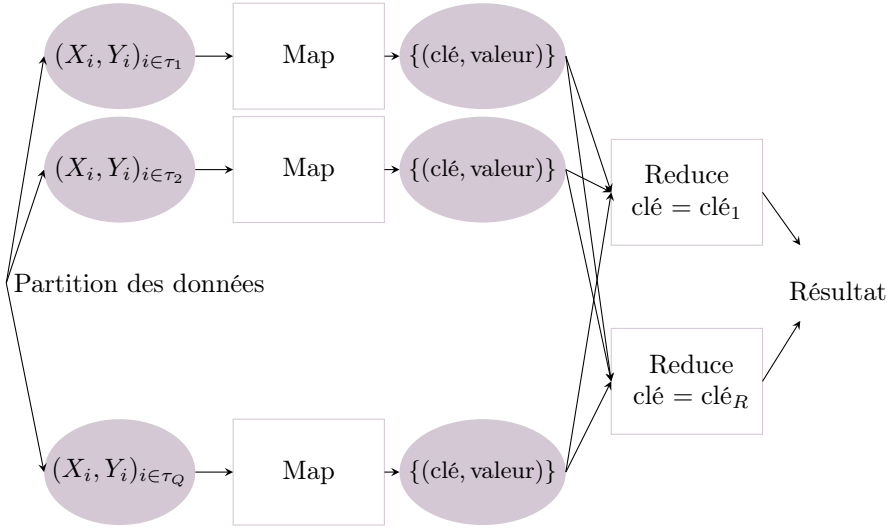 (X_i, Y_i)_{i∈τ_1}
Map
{(clé, valeur)}
(X_i, Y_i)_{i∈τ_2}
Map
{(clé, valeur)}
Reduce
clé = clé_1
Partition des données
Résultat
Reduce
clé = clé_R
(X_i, Y_i)_{i∈τ_Q}
Map
{(clé, valeur)}